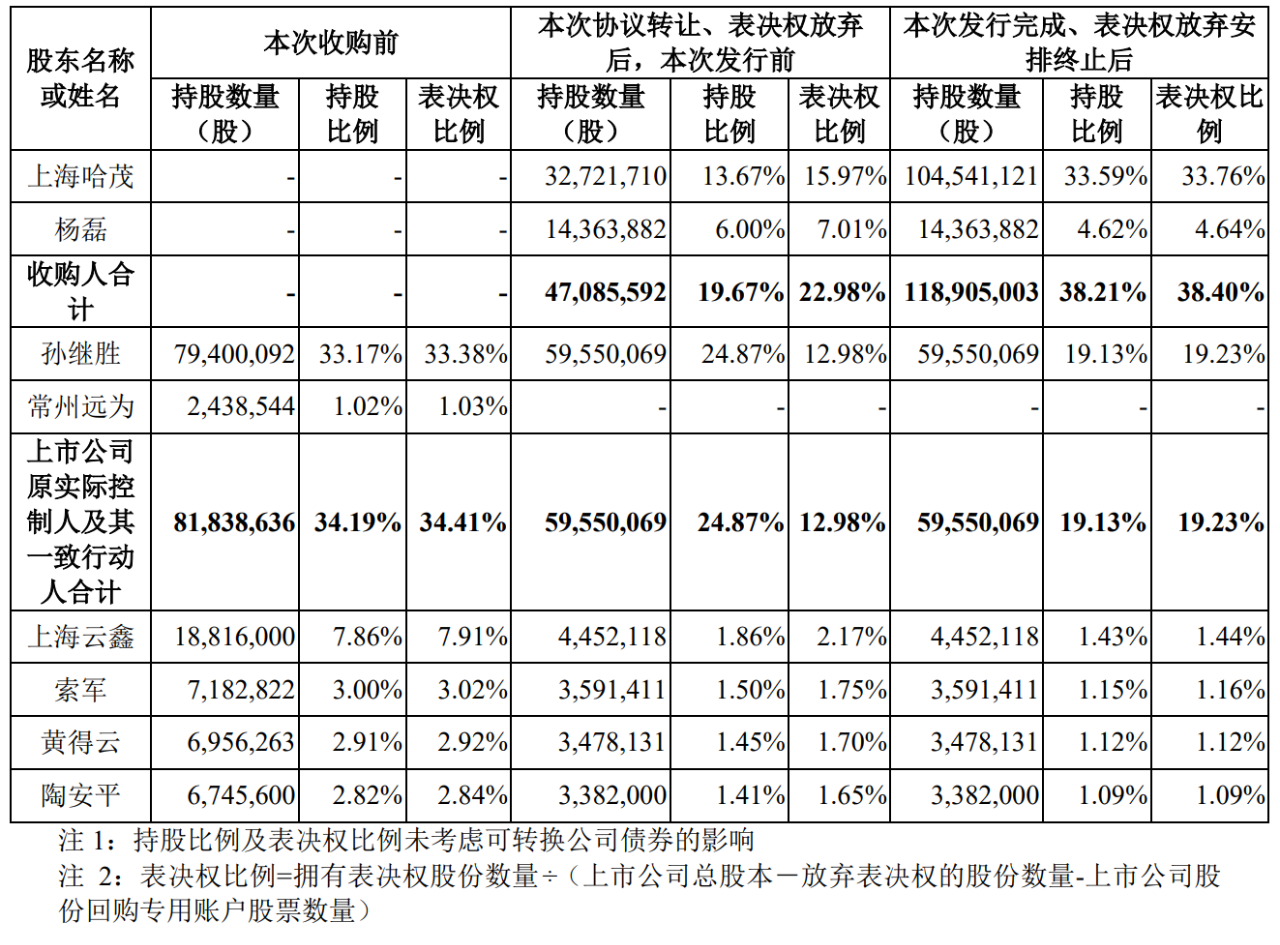 股东名称或姓名 本次收购前 本次协议转让、表决权放弃后，本次发行前 本次发行完成、表决权放弃安排终止后
持股数量（股） 持股比例 表决权比例 持股数量（股） 持股比例 表决权比例 持股数量（股） 持股比例 表决权比例
上海哈茂 - - - 32,721,710 13.67% 15.97% 104,541,121 33.59% 33.76%
杨磊 - - - 14,363,882 6.00% 7.01% 14,363,882 4.62% 4.64%
收购人合计 - - - 47,085,592 19.67% 22.98% 118,905,003 38.21% 38.40%
孙继胜 79,400,092 33.17% 33.38% 59,550,069 24.87% 12.98% 59,550,069 19.13% 19.23%
常州远为 2,438,544 1.02% 1.03% - - - - - -
上市公司原实际控制人及其一致行动人合计 81,838,636 34.19% 34.41% 59,550,069 24.87% 12.98% 59,550,069 19.13% 19.23%
上海云鑫 18,816,000 7.86% 7.91% 4,452,118 1.86% 2.17% 4,452,118 1.43% 1.44%
索军 7,182,822 3.00% 3.02% 3,591,411 1.50% 1.75% 3,591,411 1.15% 1.16%
黄得云 6,956,263 2.91% 2.92% 3,478,131 1.45% 1.70% 3,478,131 1.12% 1.12%
陶安平 6,745,600 2.82% 2.84% 3,382,000 1.41% 1.65% 3,382,000 1.09% 1.09%
注 1：持股比例及表决权比例未考虑可转换公司债券的影响
注 2：表决权比例=拥有表决权股份数量÷（上市公司总股本－放弃表决权的股份数量-上市公司股
份回购专用账户股票数量）